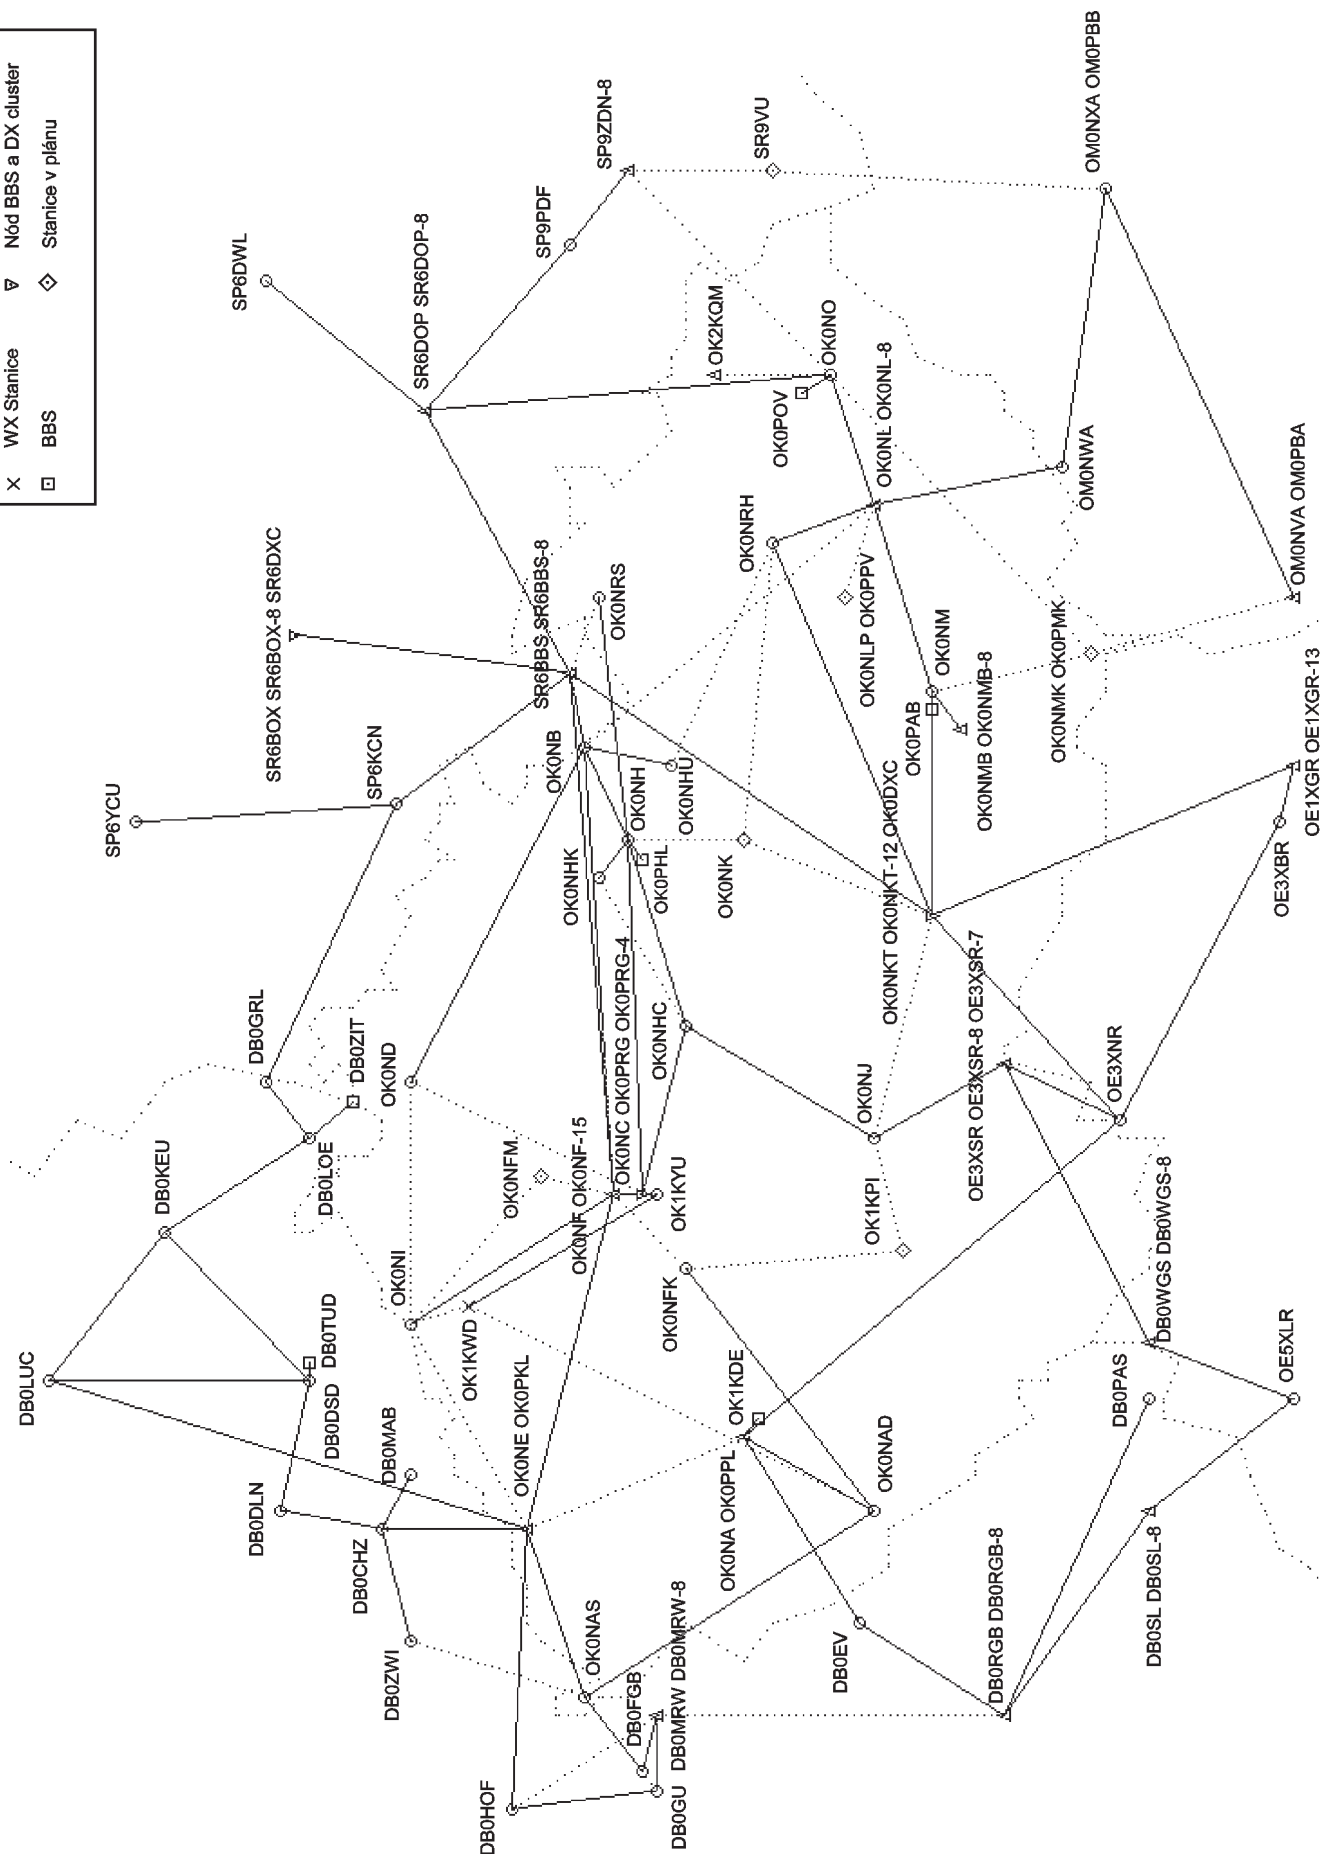 WX Stanice
Nód BBS a DX cluster
BBS
Stanice v plánu
DB0LUC
DB0KEU
DB0GRL
SP6YCU
SR6BOX SR6BOX-8 SR6DXC
SP6DWL
SR6DOP SR6DOP-8
SP9PDF
SP9ZDN-8
SR9VU
OM0NXA OM0PBB
DB0DLN
DB0DSD
DB0TUD
DB0LOE
DB0ZIT
SP6KCN
DB0ZWI
DB0CHZ
DB0MAB
OK0NI
OK0ND
OK1KWD
OK0NFM
OK0NB
SR6BBS SR6BBS-8
OK0NRS
OK2KQM
OK0POV
OK0NO
DB0HOF
OK0NE OK0PKL
OK0NF OK0NF-15
OK0NC OK0PRG OK0PRG-4
OK0NHK
OK0NH
OK0NHU
OK0PHL
OK0NRH
OK0NL OK0NL-8
OK0NAS
DB0FGB
DB0GU
DB0MRW DB0MRW-8
OK0NFK
OK1KYU
OK0NHC
OK0NK
OK0NLP OK0PPV
OM0NWA
OK1KDE
OK0NA OK0PPL
OK1KPI
OK0NJ
OK0NKT OK0NKT-12 OK0DXC
OK0PAB
OK0NM
OK0NMB OK0NMB-8
OK0NMK OK0PMK
DB0EV
OK0NAD
OE3XSR OE3XSR-8 OE3XSR-7
DB0RGB DB0RGB-8
OE3XNR
DB0PAS
DB0WGS DB0WGS-8
DB0SL DB0SL-8
OE5XLR
OE3XBR
OE1XGR OE1XGR-13
OM0NVA OM0PBA